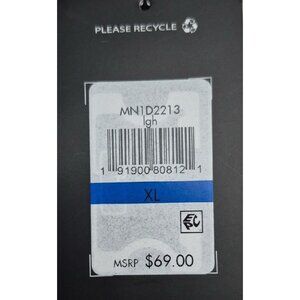 PLEASE RECYCLE
MN1D2213
lgh
1 91900 80812 1
XL
MSRP $69.00